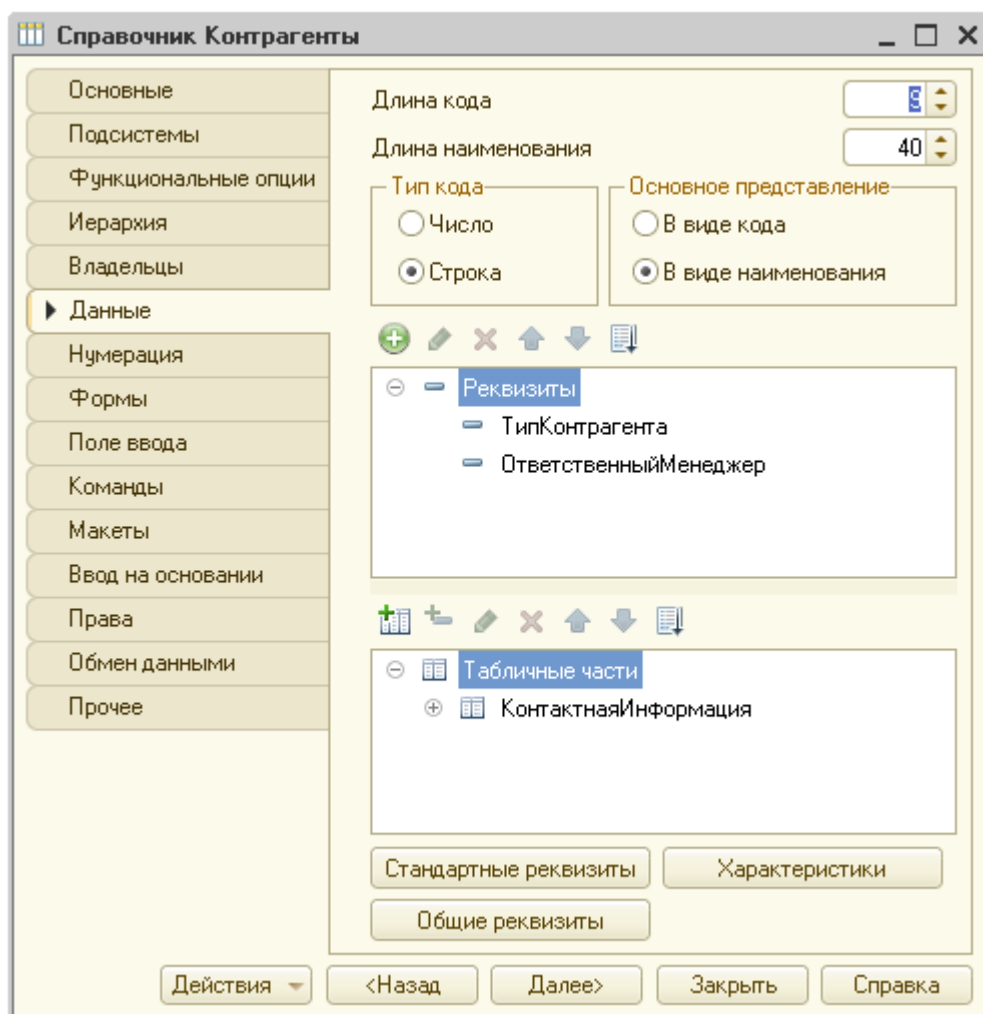 Справочник Контрагенты
Основные
Подсистемы
Функциональные опции
Иерархия
Владельцы
Данные
Нумерация
Формы
Поле ввода
Команды
Макеты
Ввод на основании
Права
Обмен данными
Прочее
Длина кода 9
Длина наименования 40
Тип кода Основное представление
Число В виде кода
Строка В виде наименования
Реквизиты
ТипКонтрагента
ОтветственныйМенеджер
Табличные части
КонтактнаяИнформация
Стандартные реквизиты Характеристики
Общие реквизиты
Действия <Назад Далее> Закрыть Справка